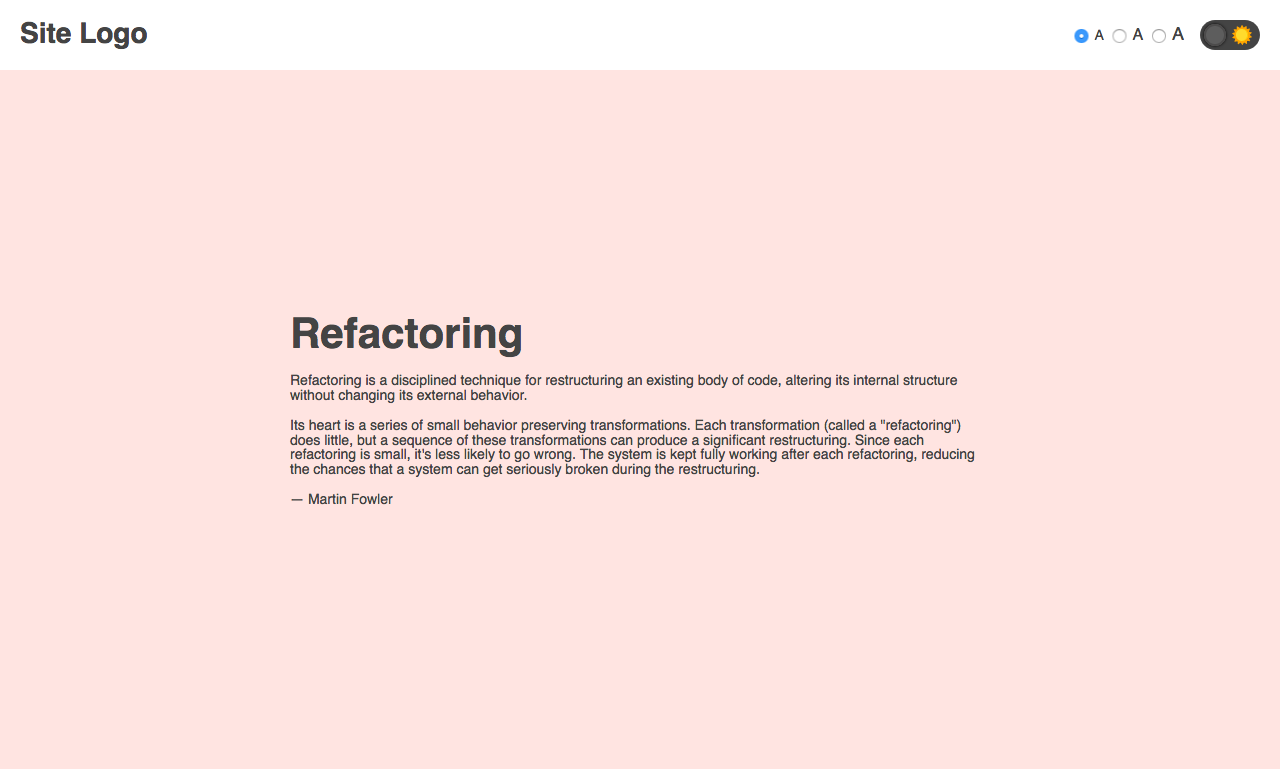 Site Logo
A A A
Refactoring
Refactoring is a disciplined technique for restructuring an existing body of code, altering its internal structure
without changing its external behavior.
Its heart is a series of small behavior preserving transformations. Each transformation (called a "refactoring")
does little, but a sequence of these transformations can produce a significant restructuring. Since each
refactoring is small, it's less likely to go wrong. The system is kept fully working after each refactoring, reducing
the chances that a system can get seriously broken during the restructuring.
— Martin Fowler